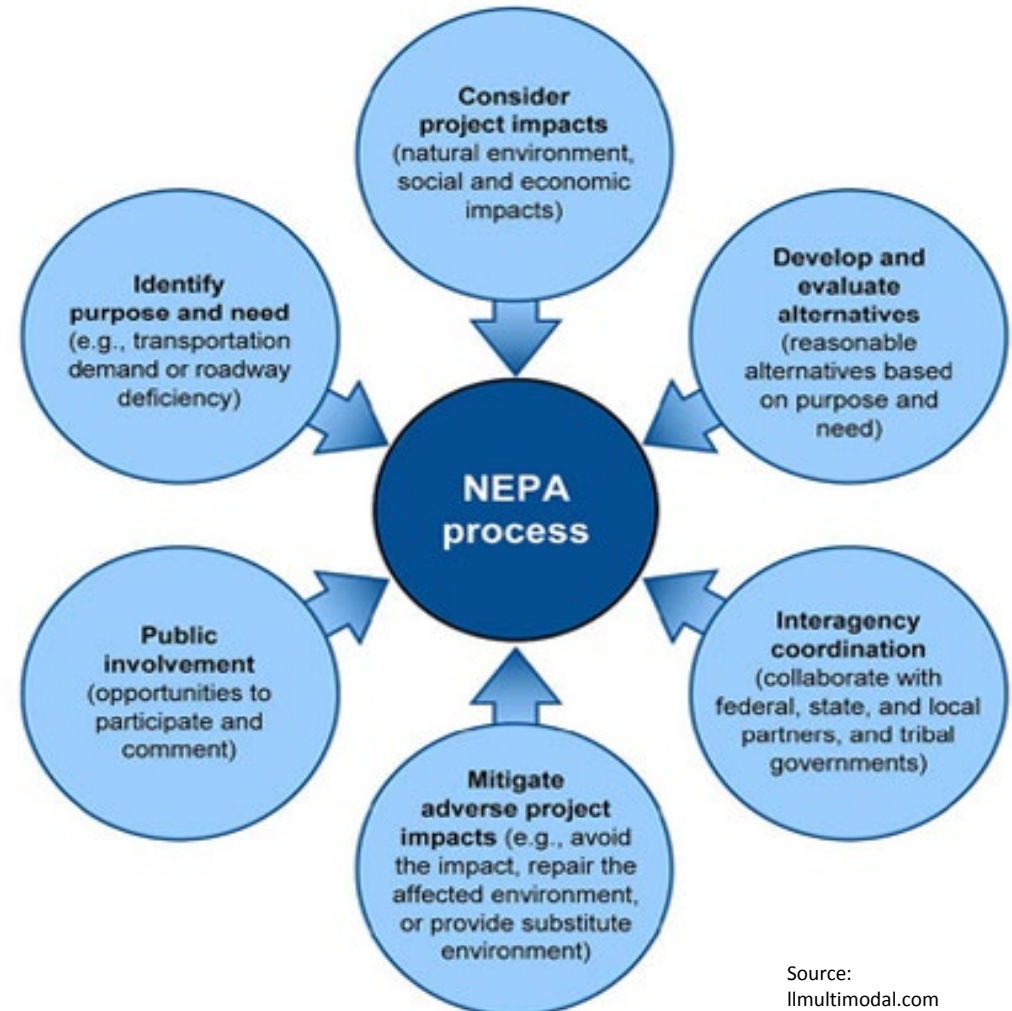 Consider
project impacts
(natural environment,
social and economic
impacts)
Develop and
evaluate
alternatives
(reasonable
alternatives based
on purpose and
need)
Identify
purpose and need
(e.g., transportation
demand or roadway
deficiency)
NEPA
process
Public
involvement
(opportunities to
participate and
comment)
Interagency
coordination
(collaborate with
federal, state, and local
partners, and tribal
governments)
Mitigate
adverse project
impacts (e.g., avoid
the impact, repair the
affected environment,
or provide substitute
environment)
Source:
llmultimodal.com